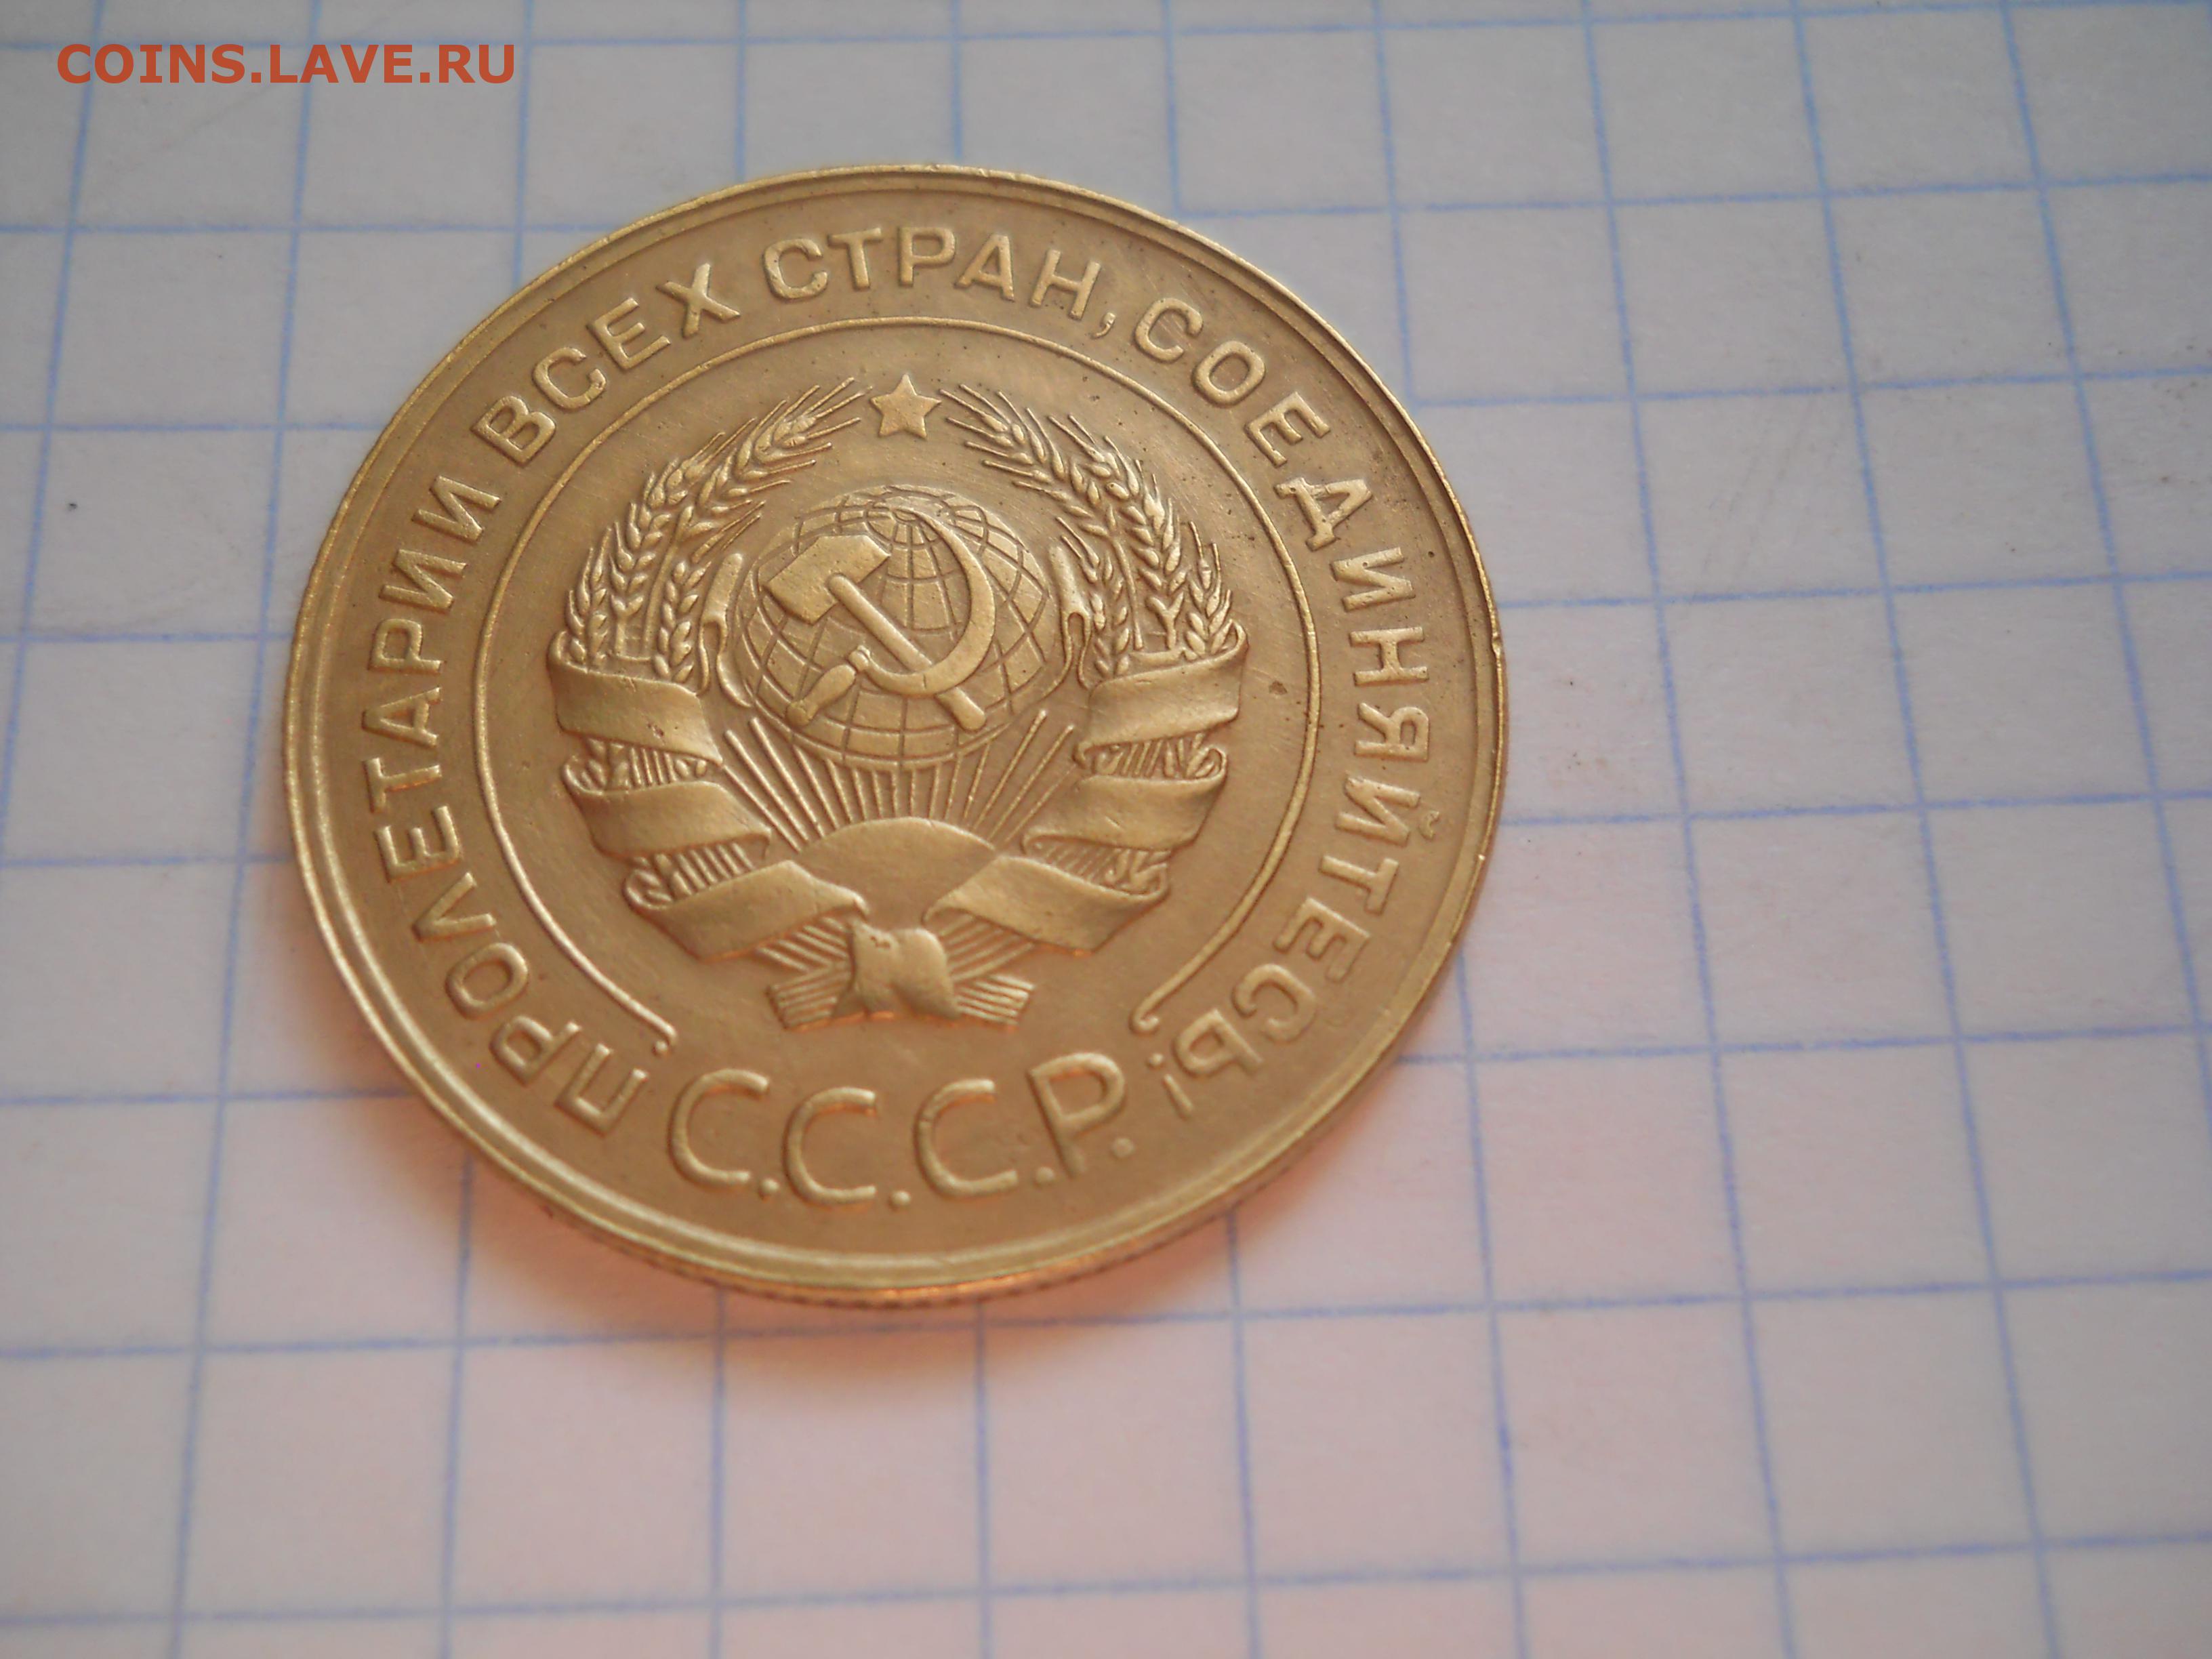 COINS.LAVE.RU
ПРОЛЕТАРИИ ВСЕХ СТРАН, СОЕДИНЯЙТЕСЬ!
С.С.С.Р.